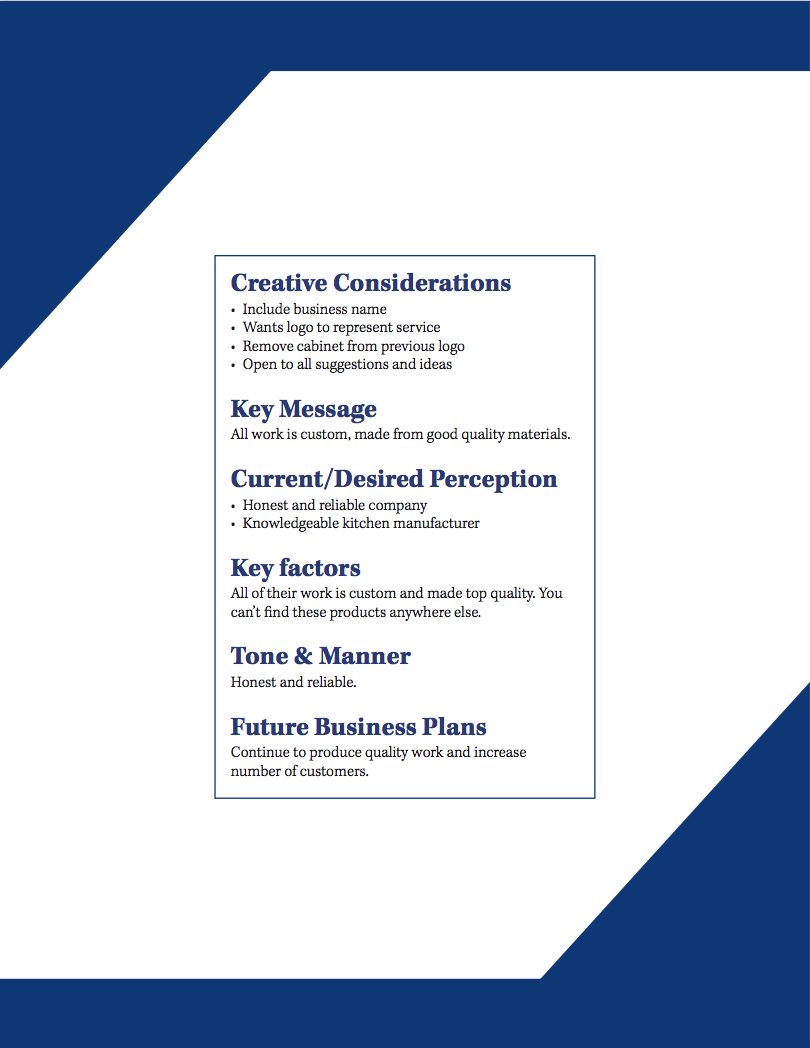 Creative Considerations
• Include business name
• Wants logo to represent service
• Remove cabinet from previous logo
• Open to all suggestions and ideas
Key Message
All work is custom, made from good quality materials.
Current/Desired Perception
• Honest and reliable company
• Knowledgeable kitchen manufacturer
Key factors
All of their work is custom and made top quality. You
can’t find these products anywhere else.
Tone & Manner
Honest and reliable.
Future Business Plans
Continue to produce quality work and increase
number of customers.